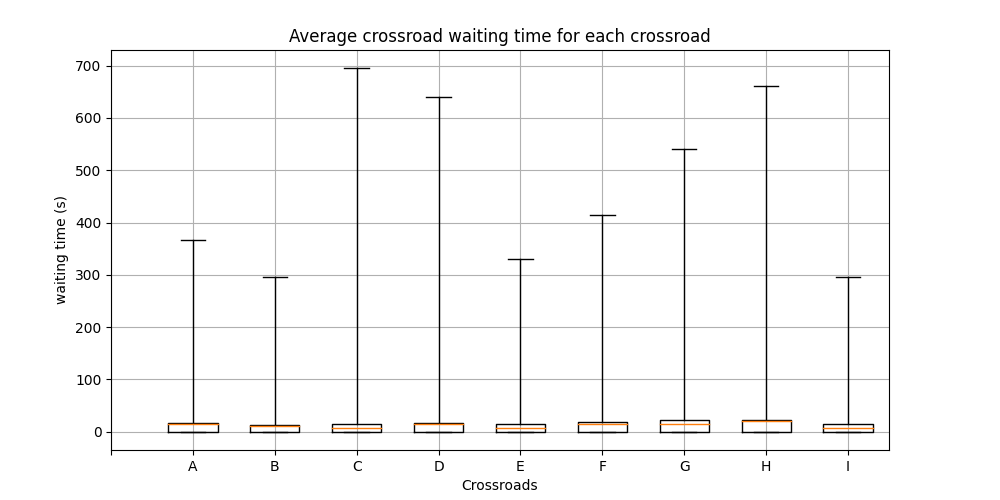 Average crossroad waiting time for each crossroad
700
600
500
400
300
200
100
0
waiting time (s)
A B C D E F G H I
Crossroads